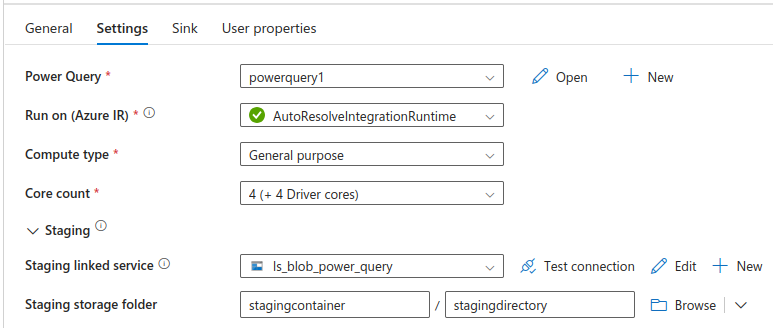 General Settings Sink User properties
Power Query * powerquery1 Open New
Run on (Azure IR) * AutoResolveIntegrationRuntime
Compute type * General purpose
Core count * 4 (+ 4 Driver cores)
Staging
Staging linked service ls_blob_power_query Test connection Edit New
Staging storage folder stagingcontainer / stagingdirectory Browse